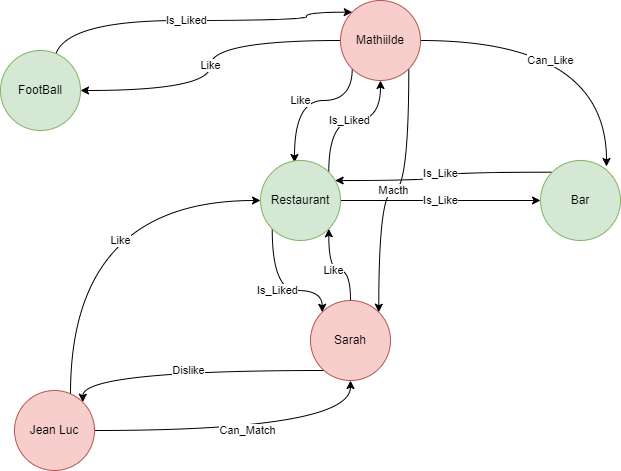 Is_Liked
Mathiilde
Like
Can_Like
FootBall
Like
Is_Liked
Is_Like
Macth
Restaurant
Is_Like
Bar
Like
Like
Is_Liked
Sarah
Dislike
Jean Luc
Can_Match